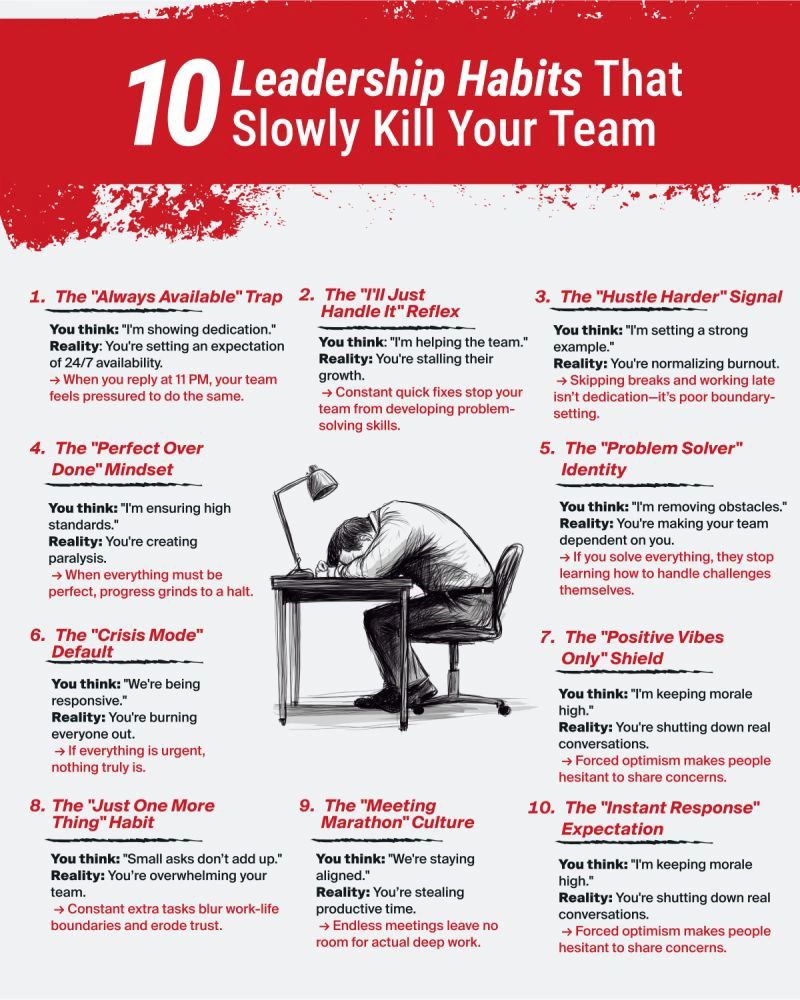 10 Leadership Habits That
Slowly Kill Your Team
1. The "Always Available" Trap
You think: "I'm showing dedication."
Reality: You're setting an expectation
of 24/7 availability.
→ When you reply at 11 PM, your team
feels pressured to do the same.
2. The "I'll Just
Handle It" Reflex
You think: "I'm helping the team."
Reality: You're stalling their
growth.
→ Constant quick fixes stop your
team from developing problem-
solving skills.
3. The "Hustle Harder" Signal
You think: "I'm setting a strong
example."
Reality: You're normalizing burnout.
→ Skipping breaks and working late
isn't dedication—it's poor boundary-
setting.
4. The "Perfect Over
Done" Mindset
You think: "I'm ensuring high
standards."
Reality: You're creating
paralysis.
→ When everything must be
perfect, progress grinds to a halt.
5. The "Problem Solver"
Identity
You think: "I'm removing obstacles."
Reality: You're making your team
dependent on you.
→ If you solve everything, they stop
learning how to handle challenges
themselves.
6. The "Crisis Mode"
Default
You think: "We're being
responsive."
Reality: You're burning
everyone out.
→ If everything is urgent,
nothing truly is.
7. The "Positive Vibes
Only" Shield
You think: "I'm keeping morale
high."
Reality: You're shutting down real
conversations.
→ Forced optimism makes people
hesitant to share concerns.
8. The "Just One More
Thing" Habit
You think: "Small asks don't add up."
Reality: You're overwhelming your
team.
→ Constant extra tasks blur work-life
boundaries and erode trust.
9. The "Meeting
Marathon" Culture
You think: "We're staying
aligned."
Reality: You're stealing
productive time.
→ Endless meetings leave no
room for actual deep work.
10. The "Instant Response"
Expectation
You think: "I'm keeping morale
high."
Reality: You're shutting down real
conversations.
→ Forced optimism makes people
hesitant to share concerns.